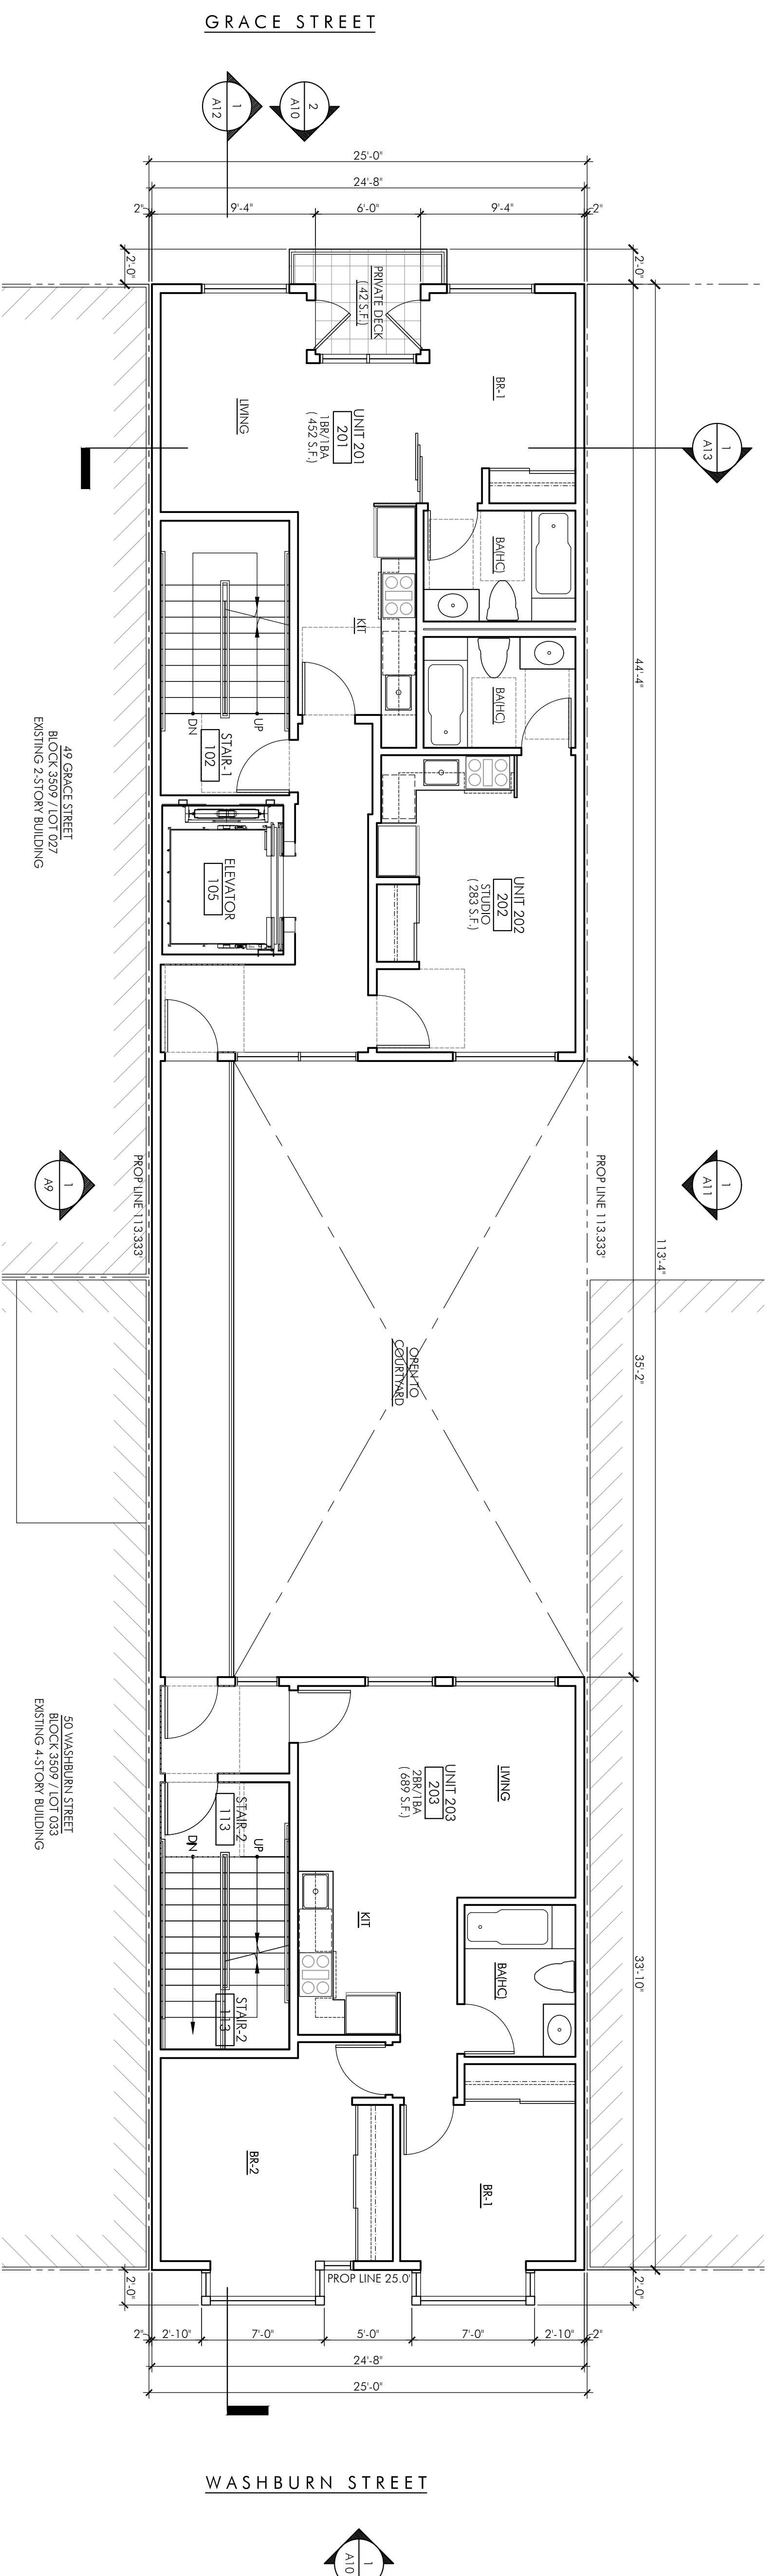 GRACE STREET
1
A12
2
A10
25'-0"
24'-8"
2"
9'-4"
6'-0"
9'-4"
2"
2'-0"
2'-0"
PRIVATE DECK
( 42 S.F.)
BR-1
LIVING
UNIT 201
201
1BR/1BA
( 452 S.F.)
1
A13
BA(HC)
KIT
BA(HC)
44'-4"
UP
DN
STAIR-1
102
49 GRACE STREET
BLOCK 3509 / LOT 027
EXISTING 2-STORY BUILDING
ELEVATOR
105
UNIT 202
202
STUDIO
( 283 S.F.)
1
A9
PROP LINE 113.333'
PROP LINE 113.333'
1
A11
113'-4"
OPEN TO
COURTYARD
35'-2"
50 WASHBURN STREET
BLOCK 3509 / LOT 033
EXISTING 4-STORY BUILDING
LIVING
UNIT 203
203
2BR/1BA
( 689 S.F.)
STAIR-2
113
UP
DN
KIT
BA(HC)
33'-10"
STAIR-2
113
BR-2
BR-1
PROP LINE 25.0'
2'-0"
2'-0"
2"
2'-10"
7'-0"
5'-0"
7'-0"
2'-10"
2"
24'-8"
25'-0"
WASHBURN STREET
1
A10